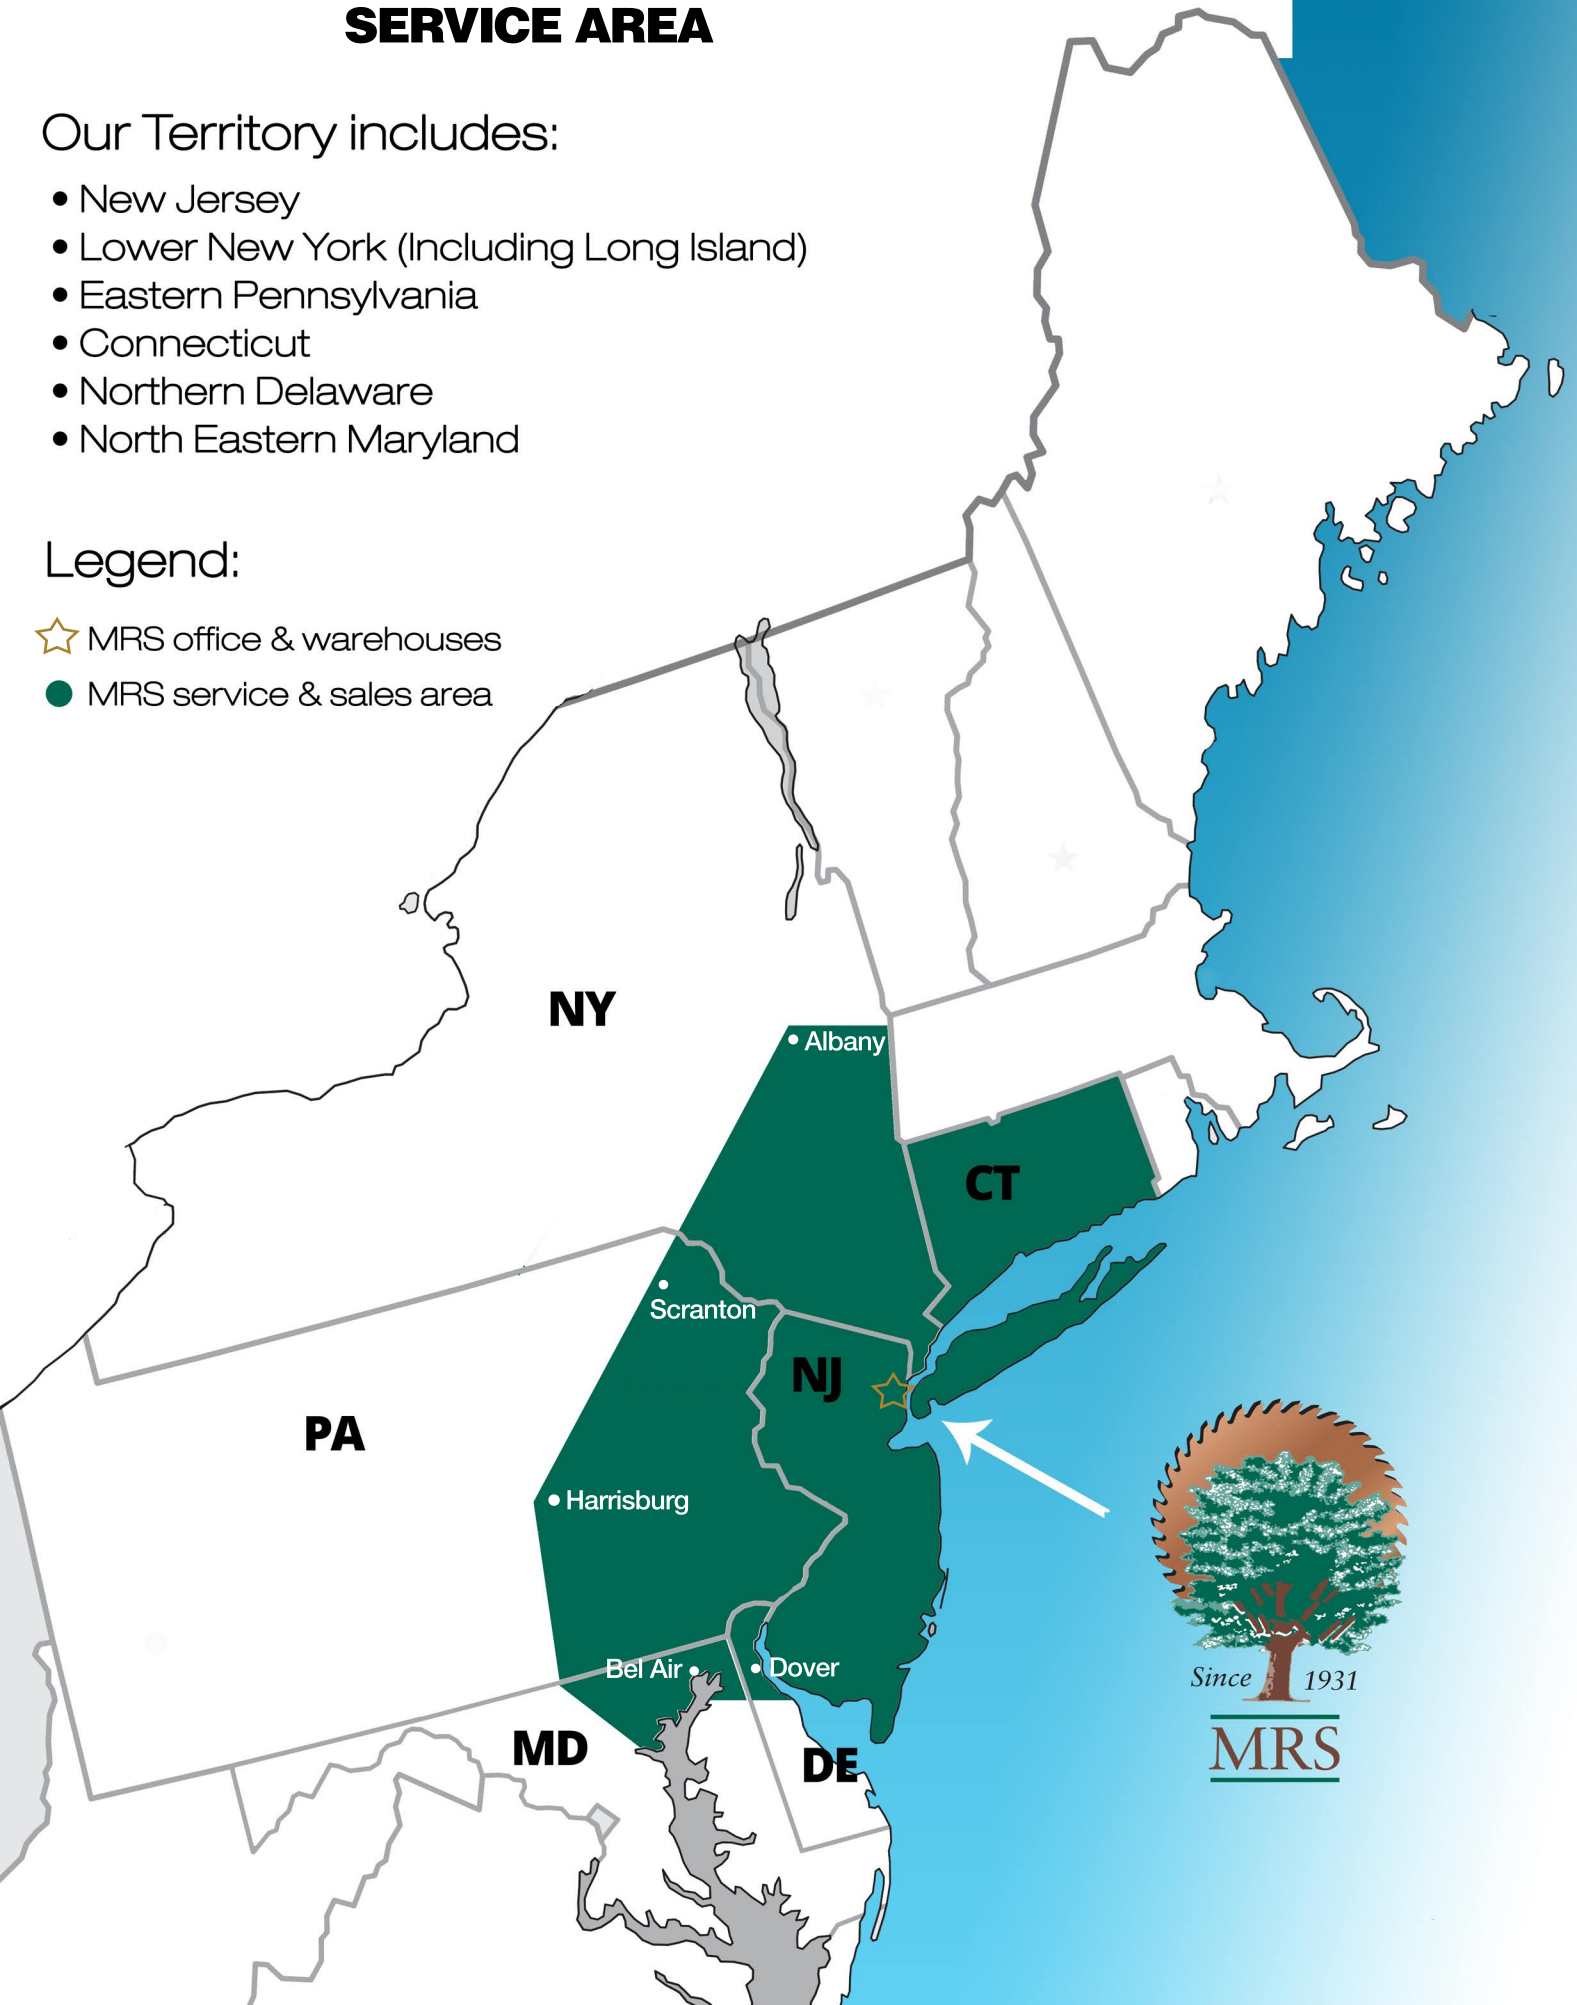 SERVICE AREA
Our Territory includes:
• New Jersey
• Lower New York (Including Long Island)
• Eastern Pennsylvania
• Connecticut
• Northern Delaware
• North Eastern Maryland
Legend:
MRS office & warehouses
MRS service & sales area
NY
• Albany
CT
Scranton
NJ
PA
• Harrisburg
Bel Air •
• Dover
MD
DE
Since 1931
MRS